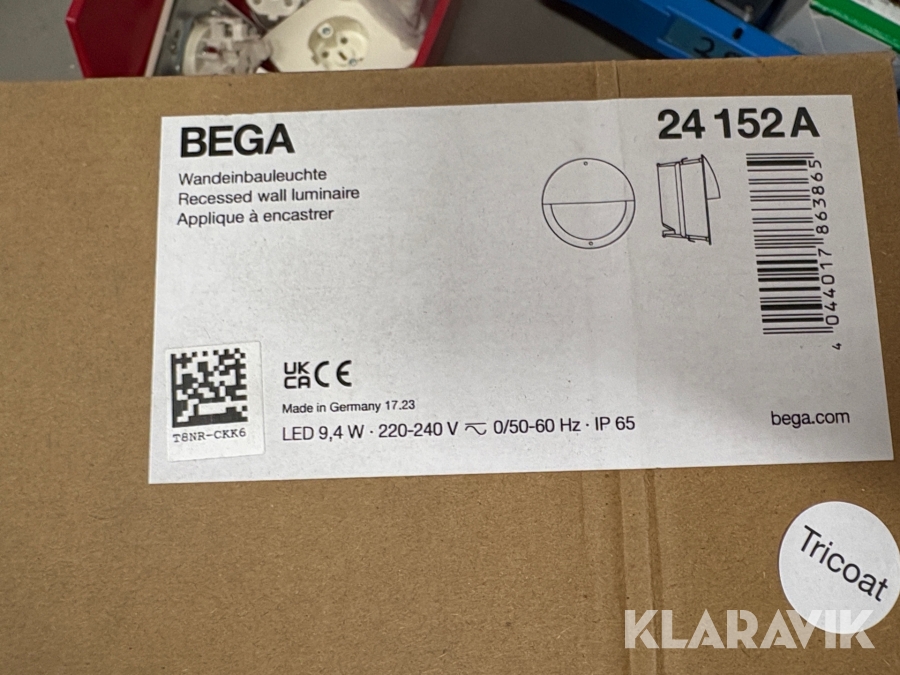 BEGA
24 152 A
Wandeinbauleuchte
Recessed wall luminaire
Applique à encastrer
4 044017 863865
T8NR-CKK6
UK
CA CE
Made in Germany 17.23
LED 9,4 W · 220-240 V ⏦ 0/50-60 Hz · IP 65
bega.com
Tricoat
KLARAVIK